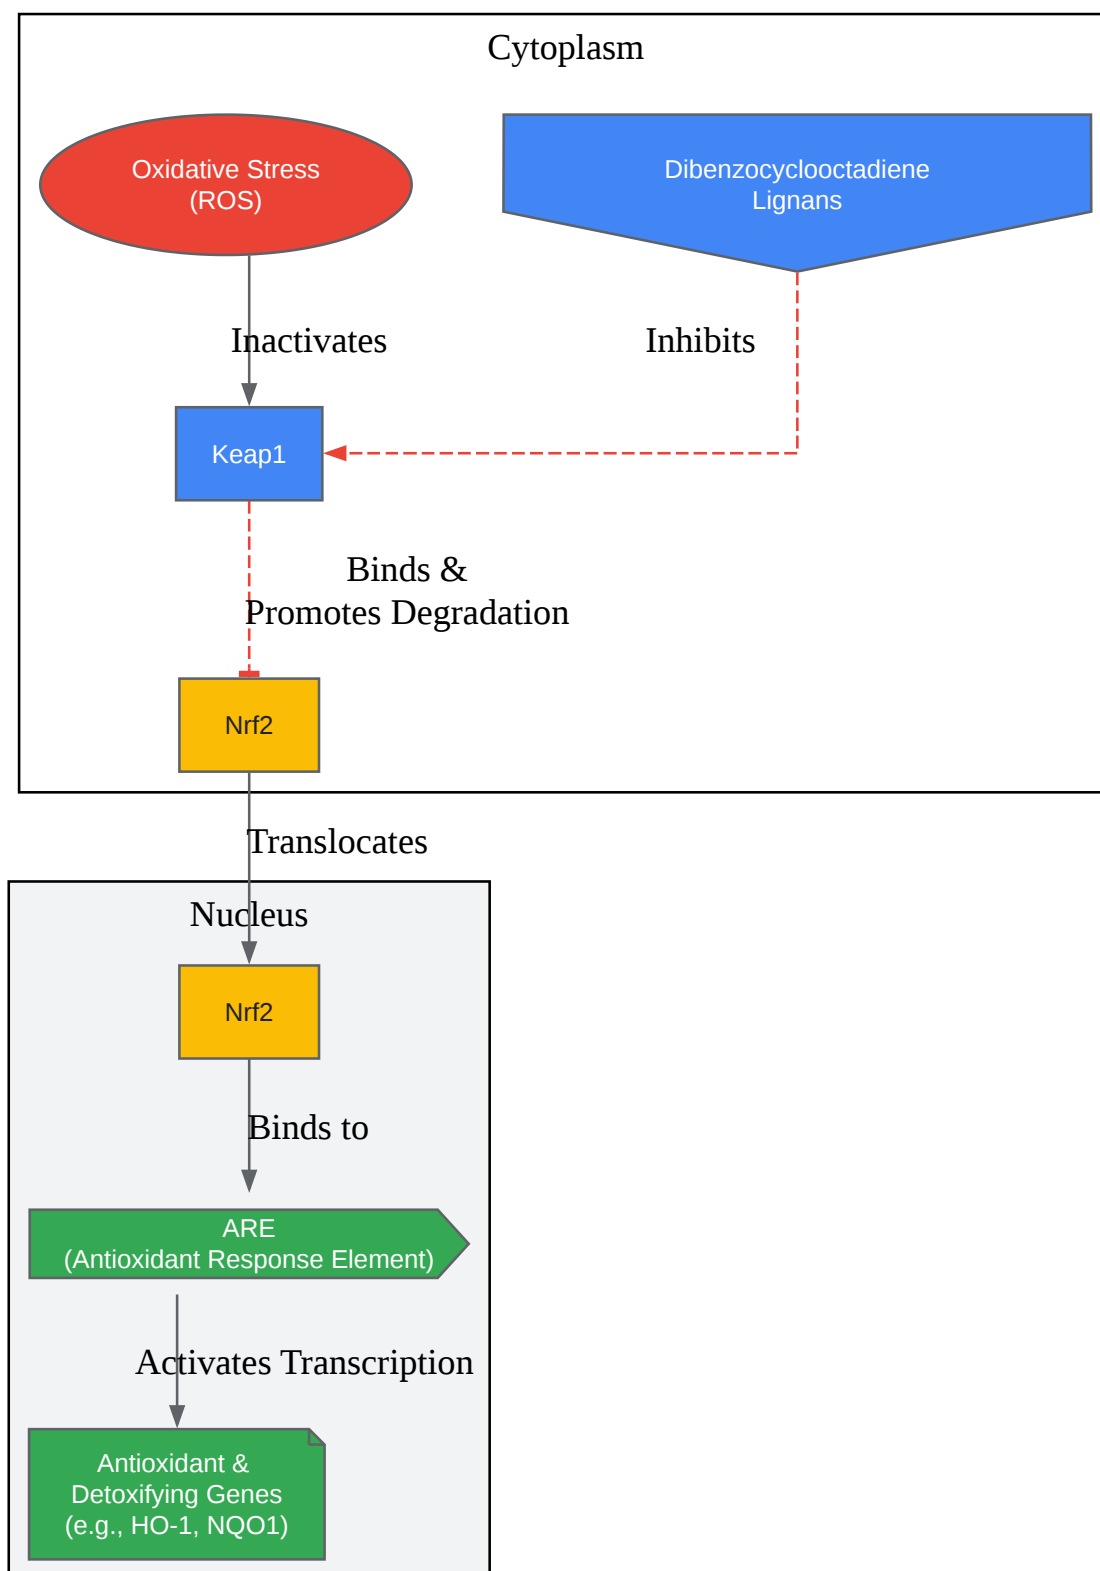 Cytoplasm
Oxidative Stress
(ROS)
Dibenzocyclooctadiene
Lignans
Inactivates
Inhibits
Keap1
Binds &
Promotes Degradation
Nrf2
Translocates
Nucleus
Nrf2
Binds to
ARE
(Antioxidant Response Element)
Activates Transcription
Antioxidant &
Detoxifying Genes
(e.g., HO-1, NQO1)